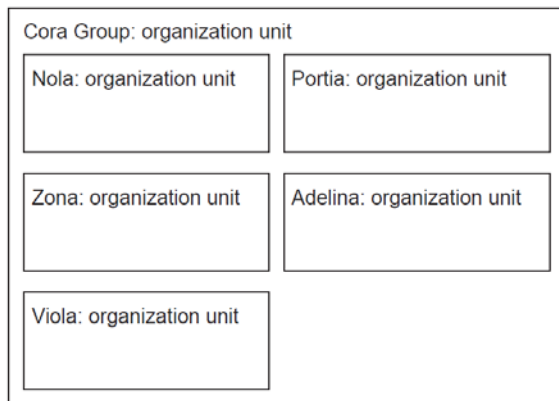 Cora Group: organization unit
Nola: organization unit
Portia: organization unit
Zona: organization unit
Adelina: organization unit
Viola: organization unit